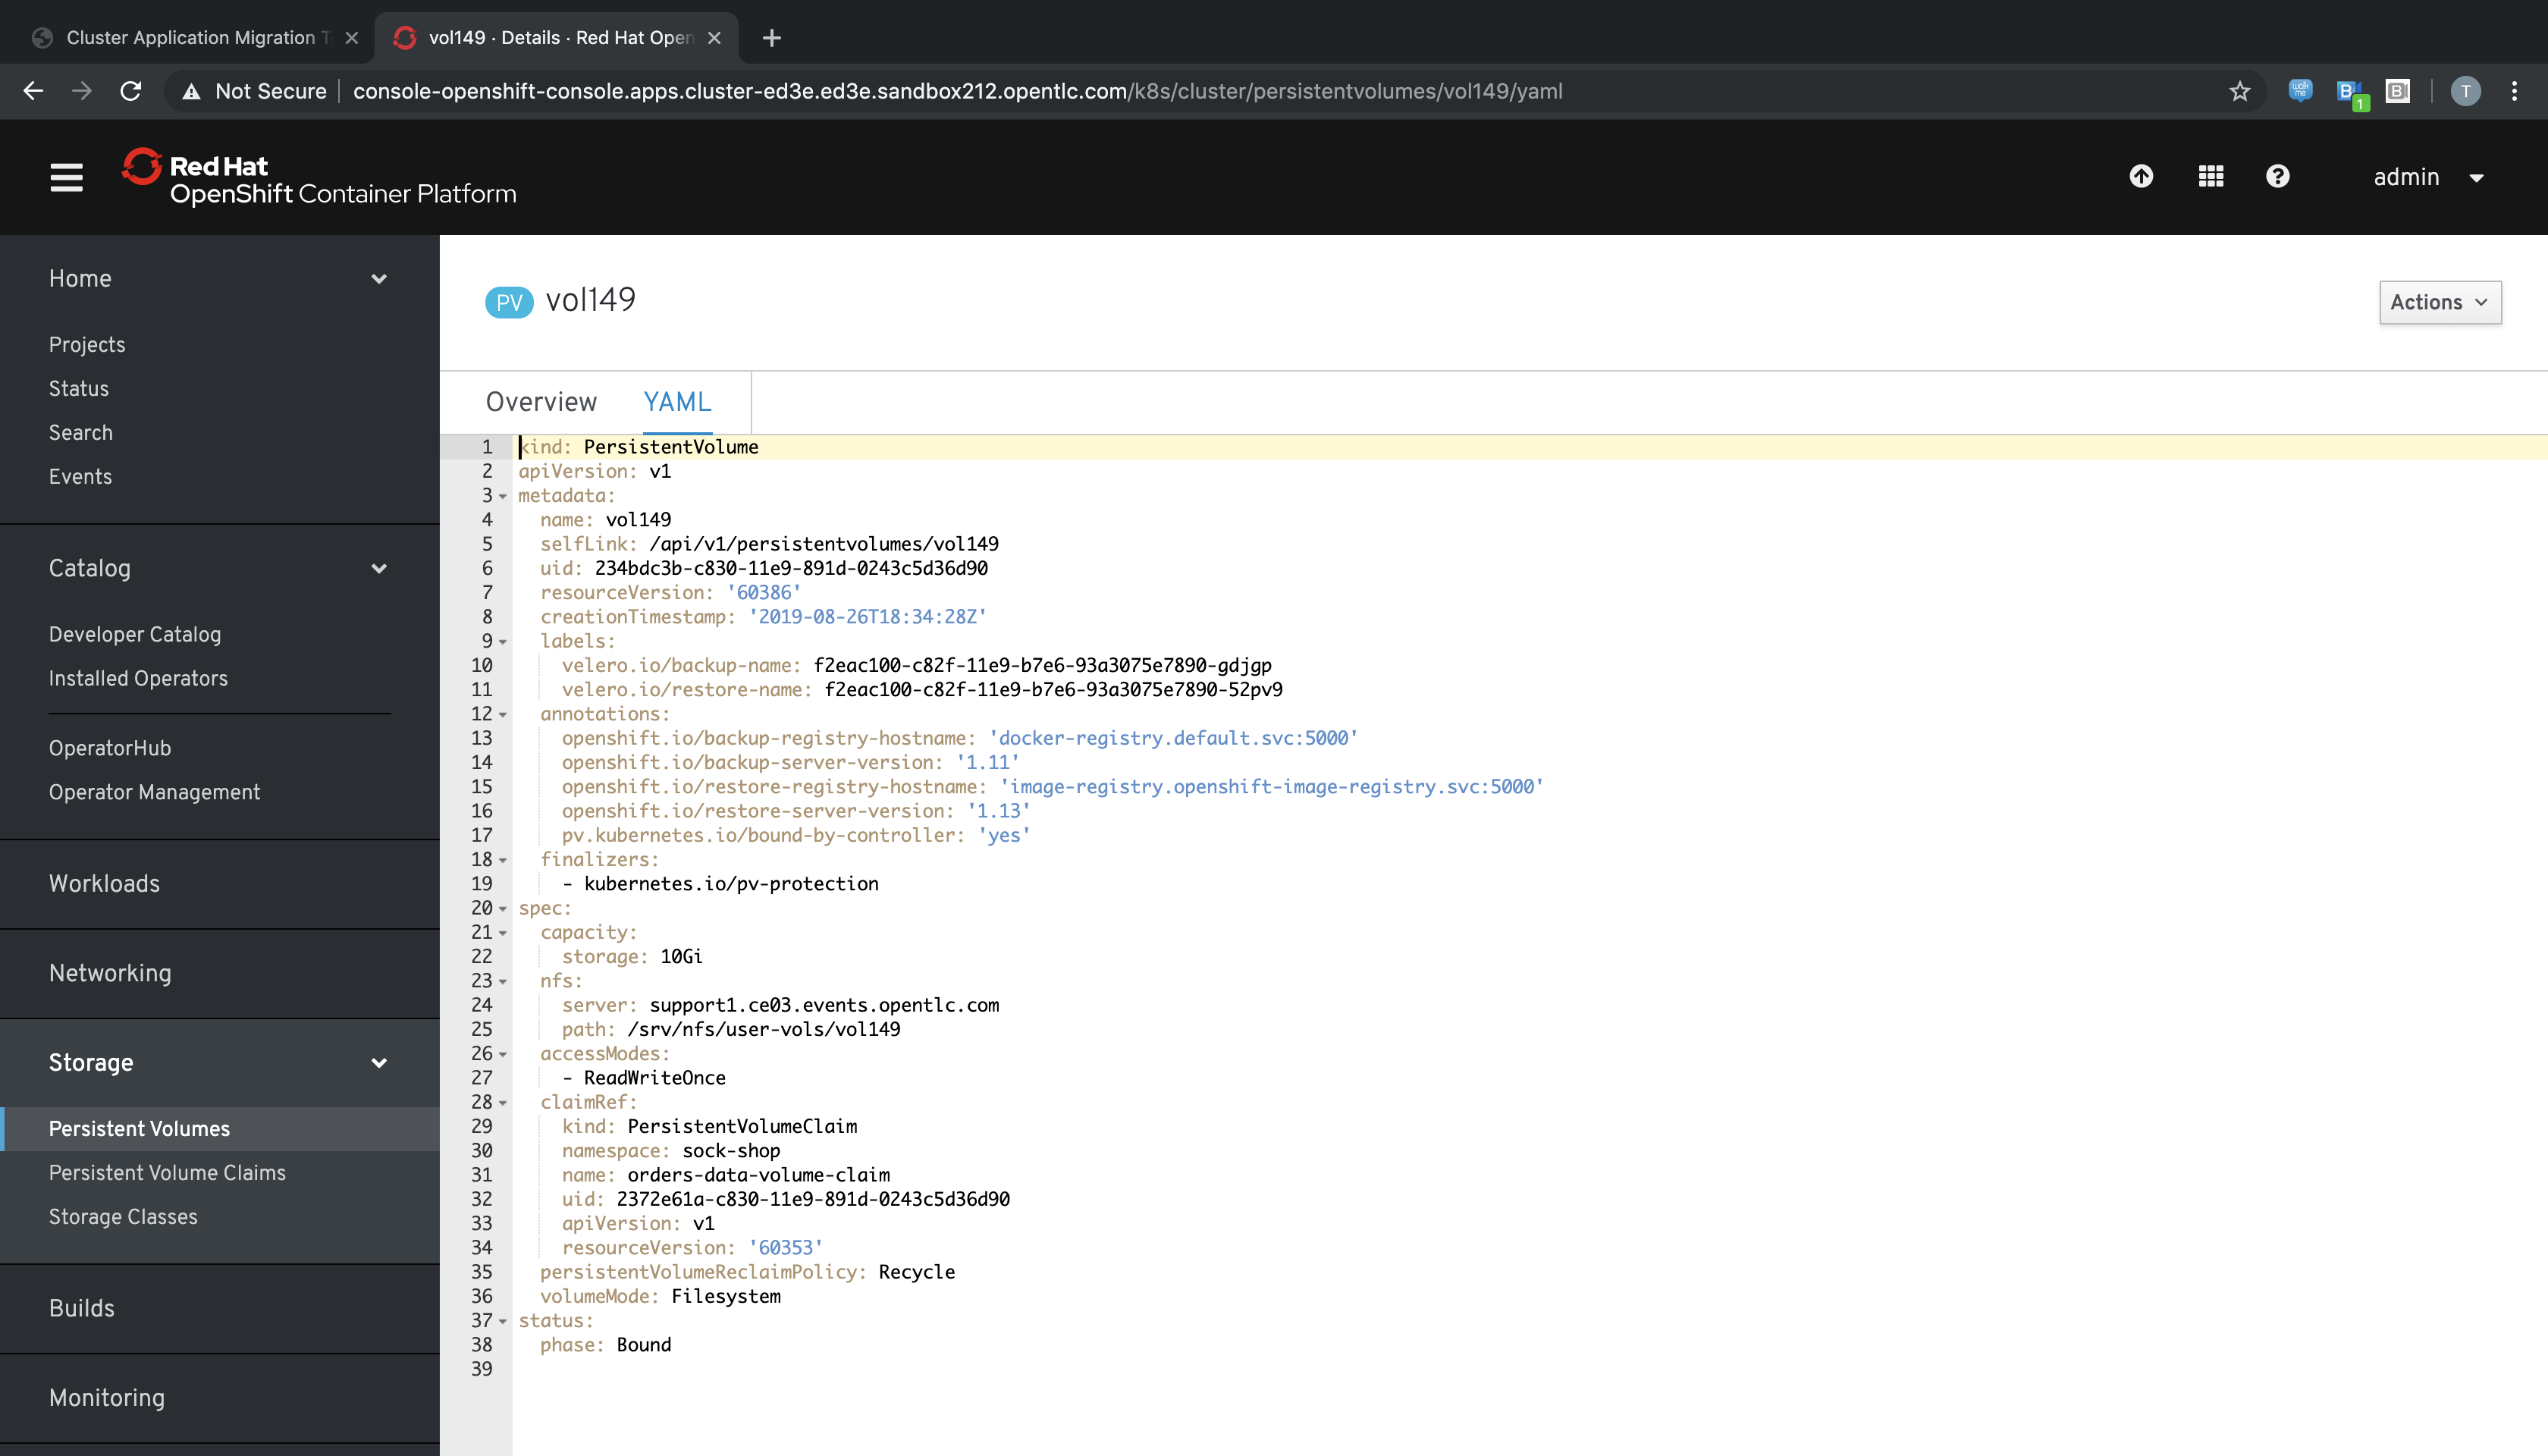 Cluster Application Migration T
vol149 · Details · Red Hat Open
Not Secure
console-openshift-console.apps.cluster-ed3e.ed3e.sandbox212.opentlc.com/k8s/cluster/persistentvolumes/vol149/yaml
walk me
B
1
B
T
Red Hat
OpenShift Container Platform
admin
Home
Projects
Status
Search
Events
Catalog
Developer Catalog
Installed Operators
OperatorHub
Operator Management
Workloads
Networking
Storage
Persistent Volumes
Persistent Volume Claims
Storage Classes
Builds
Monitoring
PV vol149
Actions
Overview
YAML
1 kind: PersistentVolume
2 apiVersion: v1
3 metadata:
4 name: vol149
5 selfLink: /api/v1/persistentvolumes/vol149
6 uid: 234bdc3b-c830-11e9-891d-0243c5d36d90
7 resourceVersion: '60386'
8 creationTimestamp: '2019-08-26T18:34:28Z'
9 labels:
10 velero.io/backup-name: f2eac100-c82f-11e9-b7e6-93a3075e7890-gdjgp
11 velero.io/restore-name: f2eac100-c82f-11e9-b7e6-93a3075e7890-52pv9
12 annotations:
13 openshift.io/backup-registry-hostname: 'docker-registry.default.svc:5000'
14 openshift.io/backup-server-version: '1.11'
15 openshift.io/restore-registry-hostname: 'image-registry.openshift-image-registry.svc:5000'
16 openshift.io/restore-server-version: '1.13'
17 pv.kubernetes.io/bound-by-controller: 'yes'
18 finalizers:
19 - kubernetes.io/pv-protection
20 spec:
21 capacity:
22 storage: 10Gi
23 nfs:
24 server: support1.ce03.events.opentlc.com
25 path: /srv/nfs/user-vols/vol149
26 accessModes:
27 - ReadWriteOnce
28 claimRef:
29 kind: PersistentVolumeClaim
30 namespace: sock-shop
31 name: orders-data-volume-claim
32 uid: 2372e61a-c830-11e9-891d-0243c5d36d90
33 apiVersion: v1
34 resourceVersion: '60353'
35 persistentVolumeReclaimPolicy: Recycle
36 volumeMode: Filesystem
37 status:
38 phase: Bound
39